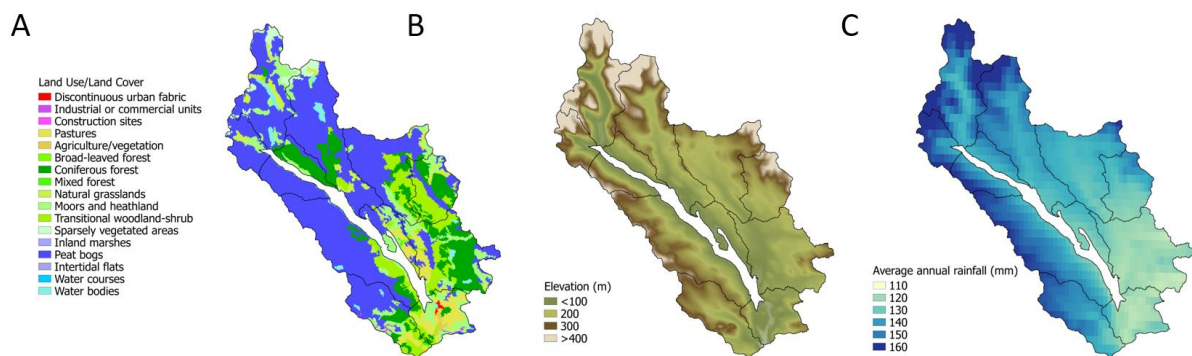 A
B
C
Land Use/Land Cover
Discontinuous urban fabric
Industrial or commercial units
Construction sites
Pastures
Agriculture/vegetation
Broad-leaved forest
Coniferous forest
Mixed forest
Natural grasslands
Moors and heathland
Transitional woodland-shrub
Sparsely vegetated areas
Inland marshes
Peat bogs
Intertidal flats
Water courses
Water bodies
Elevation (m)
<100
200
300
>400
Average annual rainfall (mm)
110
120
130
140
150
160